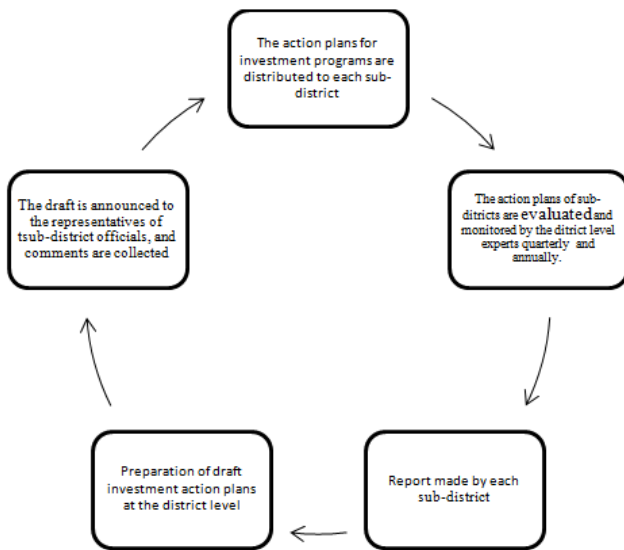 The action plans for
investment programs are
distributed to each sub-
district
The action plans of sub-
ditricts are evaluated and
monitored by the ditrict level
experts quarterly and
annually.
Report made by each
sub-district
Preparation of draft
investment action plans
at the district level
The draft is announced to
the representatives of
tsub-district officials, and
comments are collected